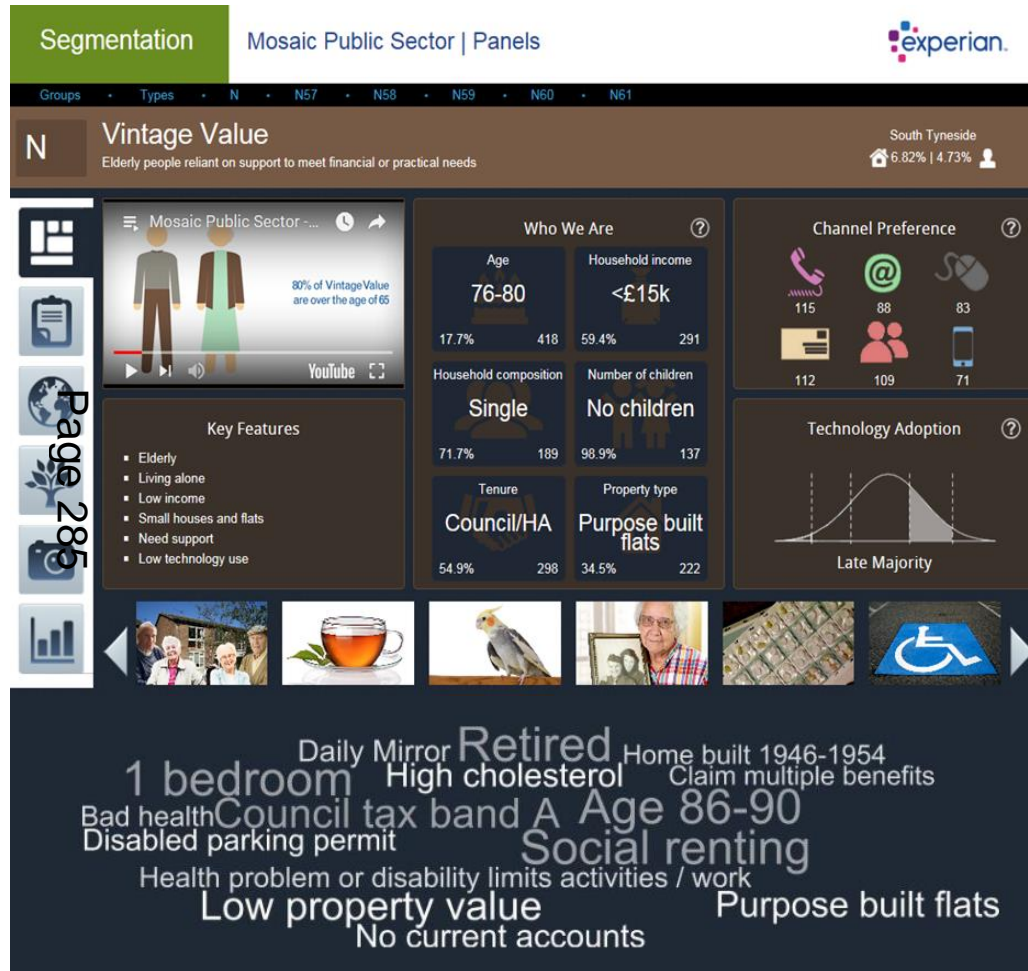 Segmentation
Mosaic Public Sector | Panels
experian.
Groups • Types • N • N57 • N58 • N59 • N60 • N61
N
Vintage Value
Elderly people reliant on support to meet financial or practical needs
South Tyneside
6.82% | 4.73%
Mosaic Public Sector -...
80% of Vintage Value
are over the age of 65
YouTube
Key Features
▪ Elderly
▪ Living alone
▪ Low income
▪ Small houses and flats
▪ Need support
▪ Low technology use
Who We Are ?
Age
76-80
17.7% 418
Household income
<£15k
59.4% 291
Household composition
Single
71.7% 189
Number of children
No children
98.9% 137
Tenure
Council/HA
54.9% 298
Property type
Purpose built
flats
34.5% 222
Channel Preference ?
@
115 88 83
112 109 71
Technology Adoption ?
Late Majority
Page 285
Daily Mirror Retired Home built 1946-1954
1 bedroom High cholesterol Claim multiple benefits
Bad health Council tax band A Age 86-90
Disabled parking permit Social renting
Health problem or disability limits activities / work
Low property value Purpose built flats
No current accounts